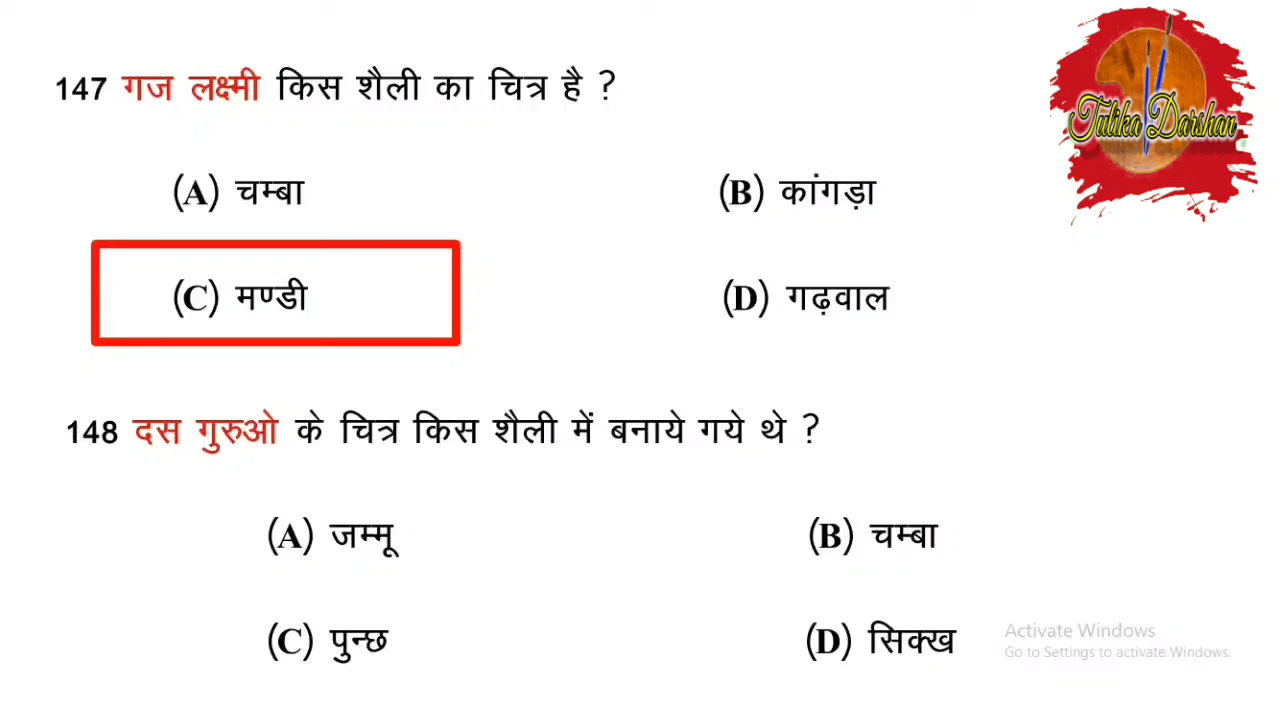 147 गज लक्ष्मी किस शैली का चित्र है ?
Tulika Darshan
(A) चम्बा (B) कांगड़ा
(C) मण्डी (D) गढ़वाल
148 दस गुरुओ के चित्र किस शैली में बनाये गये थे ?
(A) जम्मू (B) चम्बा
(C) पुन्छ (D) सिक्ख
Activate Windows
Go to Settings to activate Windows.